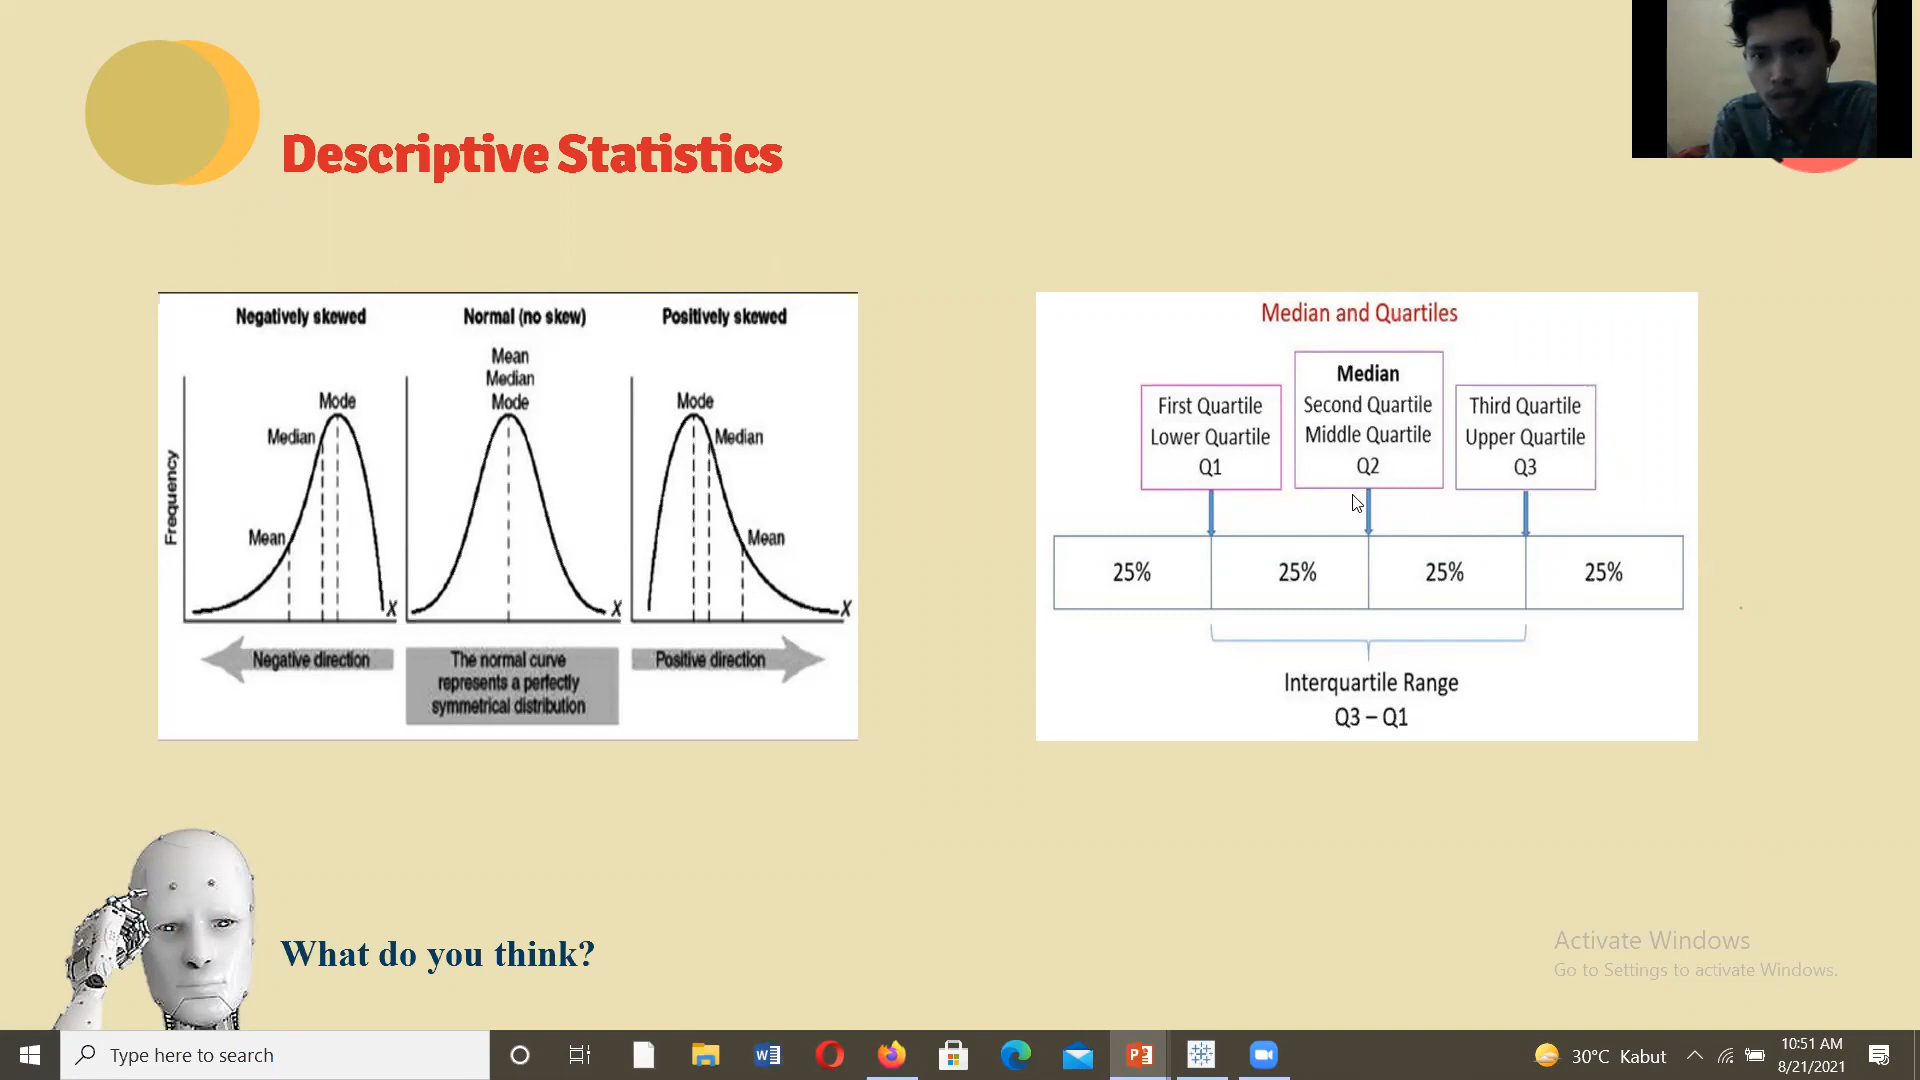 Descriptive Statistics
Negatively skewed
Normal (no skew)
Positively skewed
Mean
Median
Mode
Mode
Median
Mean
Mode
Median
Mean
Frequency
X
X
X
Negative direction
The normal curve
represents a perfectly
symmetrical distribution
Positive direction
Median and Quartiles
First Quartile
Lower Quartile
Q1
Median
Second Quartile
Middle Quartile
Q2
Third Quartile
Upper Quartile
Q3
25%
25%
25%
25%
Interquartile Range
Q3 – Q1
What do you think?
Activate Windows
Go to Settings to activate Windows.
Type here to search
30°C Kabut
10:51 AM
8/21/2021